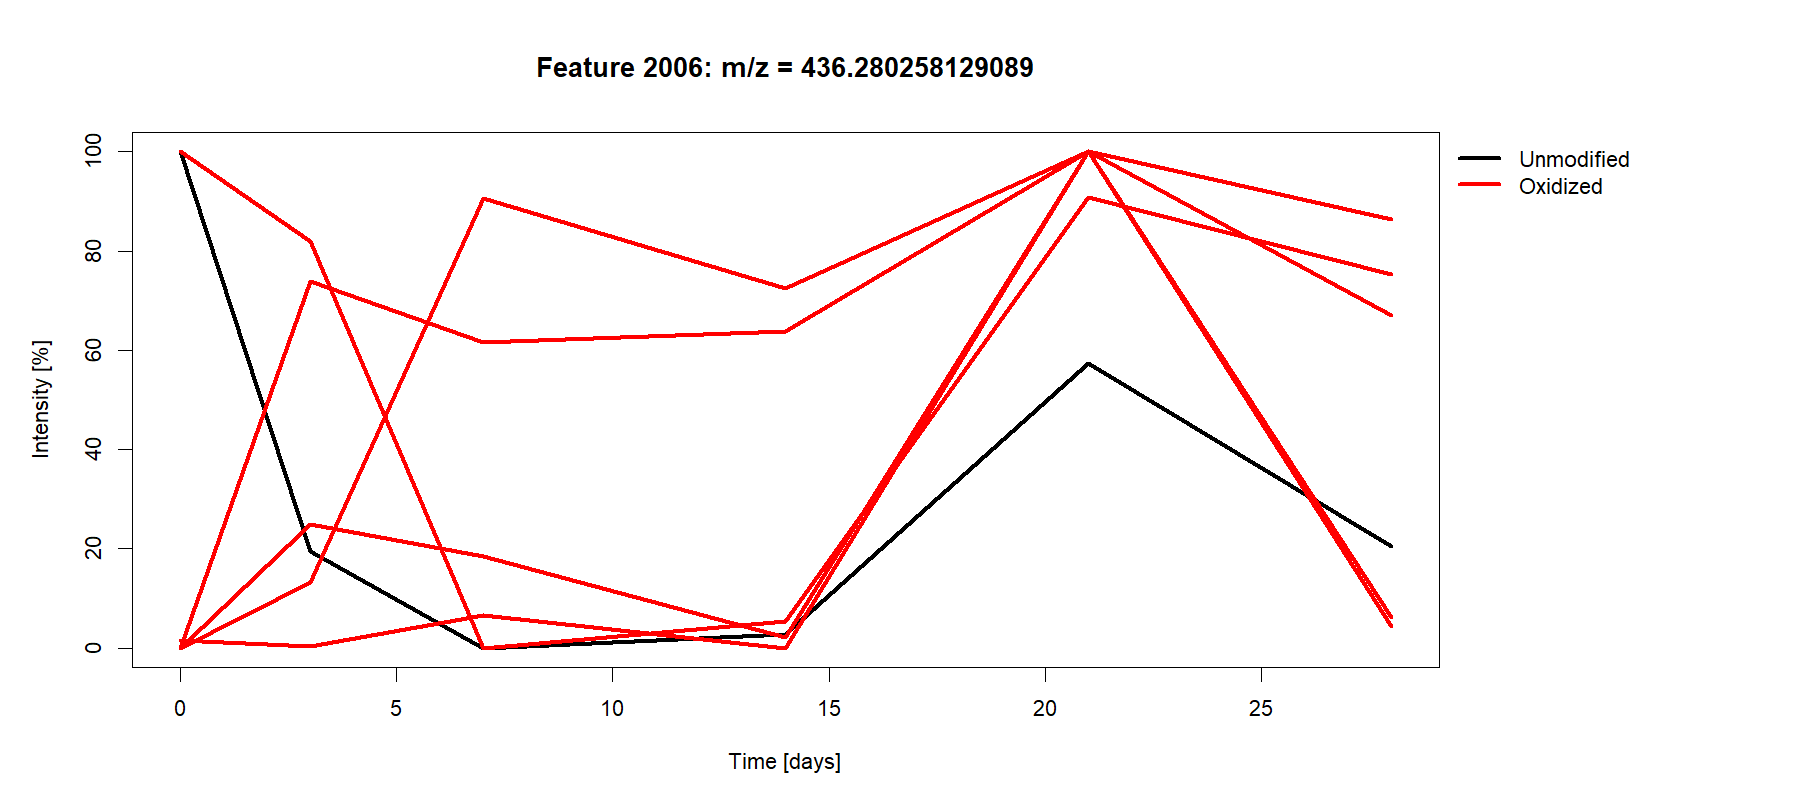 Feature 2006: m/z = 436.280258129089
Unmodified
Oxidized
Intensity [%]
100
80
60
40
20
0
0 5 10 15 20 25
Time [days]